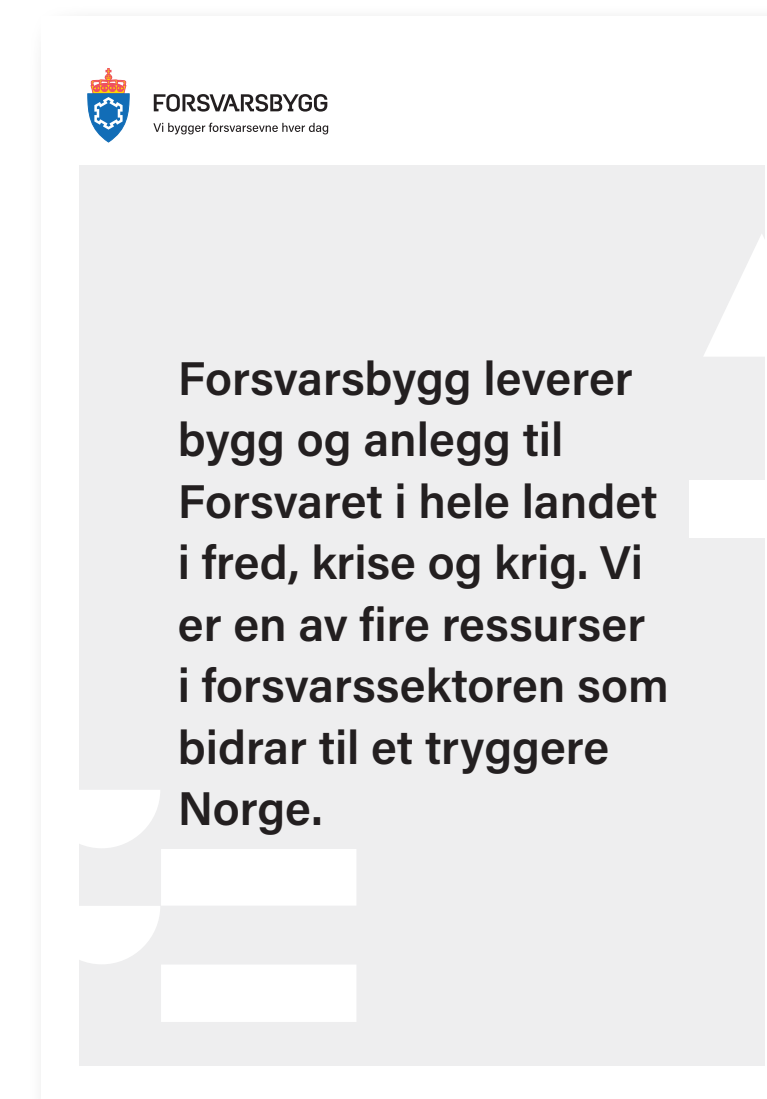 FORSVARSBYGG
Vi bygger forsvarsevne hver dag
Forsvarsbygg leverer
bygg og anlegg til
Forsvaret i hele landet
i fred, krise og krig. Vi
er en av fire ressurser
i forsvarssektoren som
bidrar til et tryggere
Norge.